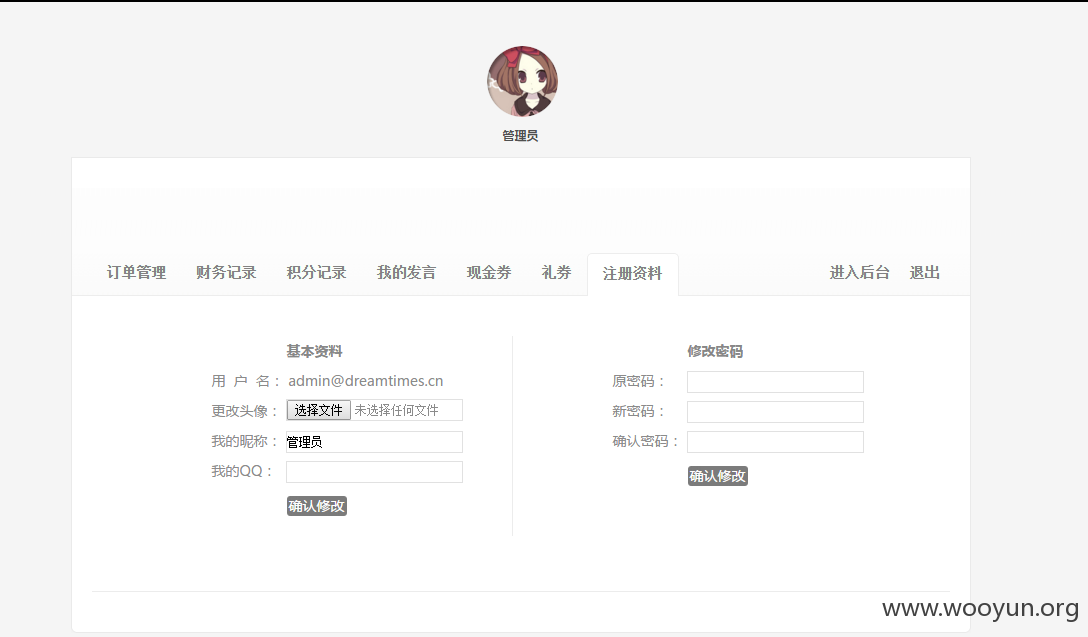 管理员
订单管理 财务记录 积分记录 我的发言 现金券 礼券 注册资料 进入后台 退出
基本资料
用 户 名： admin@dreamtimes.cn
更改头像： 选择文件 未选择任何文件
我的昵称： 管理员
我的QQ：
确认修改
修改密码
原密码：
新密码：
确认密码：
确认修改
www.wooyun.org